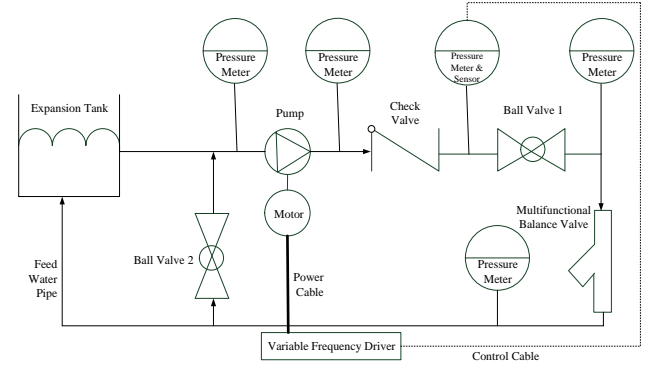 Pressure
Meter
Pressure
Meter
Pressure
Meter &
Sensor
Pressure
Meter
Expansion Tank
Pump
Check
Valve
Ball Valve 1
Motor
Multifunctional
Balance Valve
Ball Valve 2
Feed
Water
Pipe
Power
Cable
Pressure
Meter
Variable Frequency Driver
Control Cable